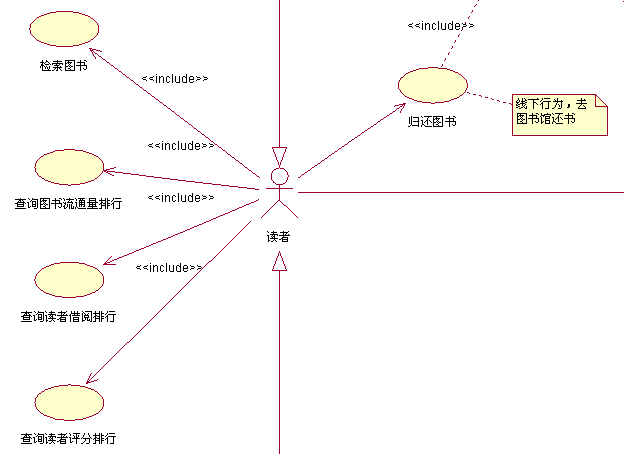 <<include>>
检索图书
<<include>>
线下行为，去
图书馆还书
归还图书
<<include>>
查询图书流通量排行
<<include>>
读者
<<include>>
查询读者借阅排行
查询读者评分排行